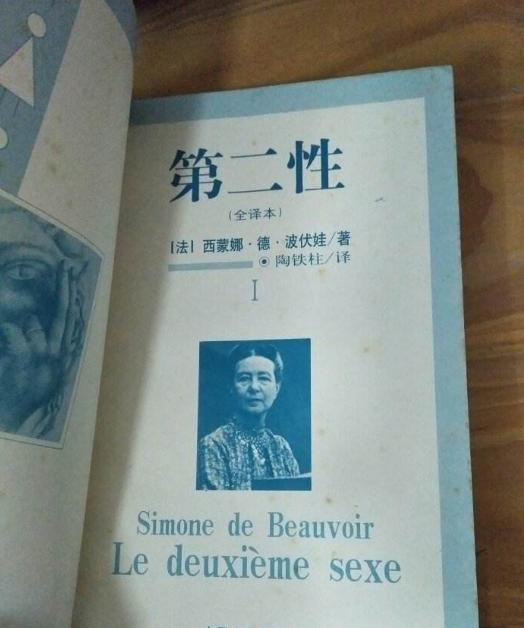 第二性
(全译本)
[法] 西蒙娜·德·波伏娃/著
陶铁柱/译
I
Simone de Beauvoir
Le deuxième sexe